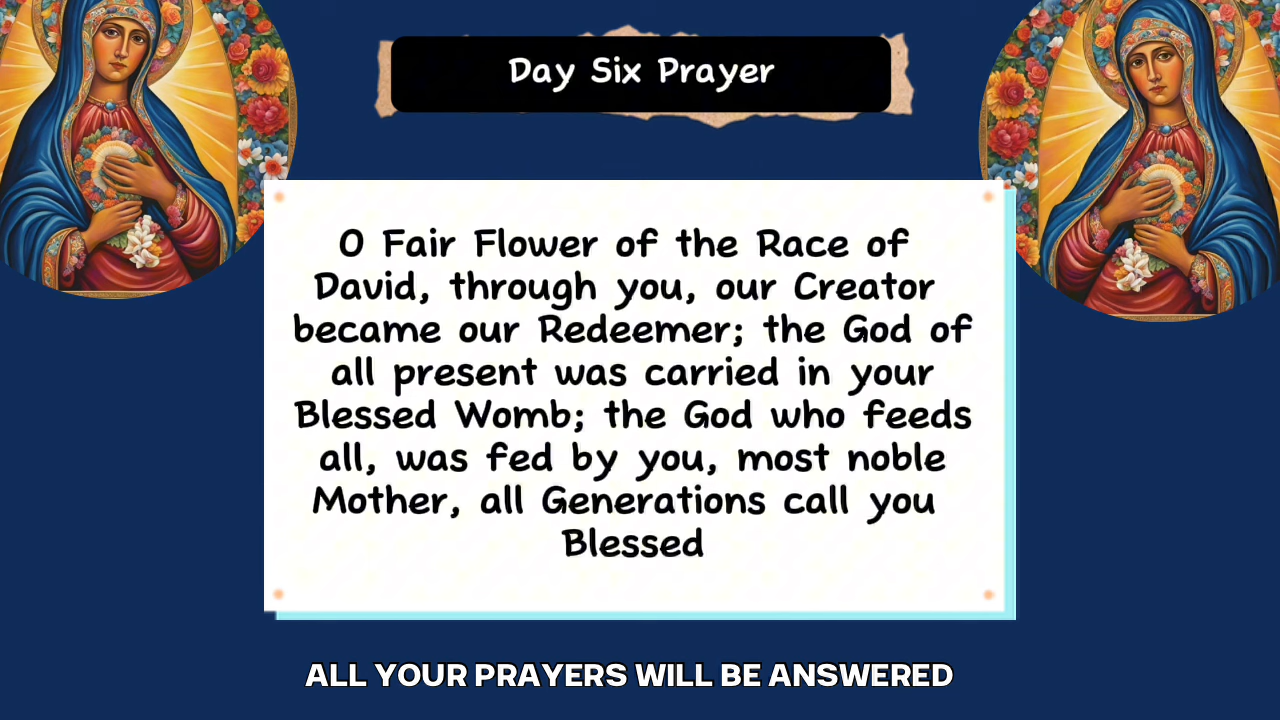 Day Six Prayer
O Fair Flower of the Race of
David, through you, our Creator
became our Redeemer; the God of
all present was carried in your
Blessed Womb; the God who feeds
all, was fed by you, most noble
Mother, all Generations call you
Blessed
ALL YOUR PRAYERS WILL BE ANSWERED